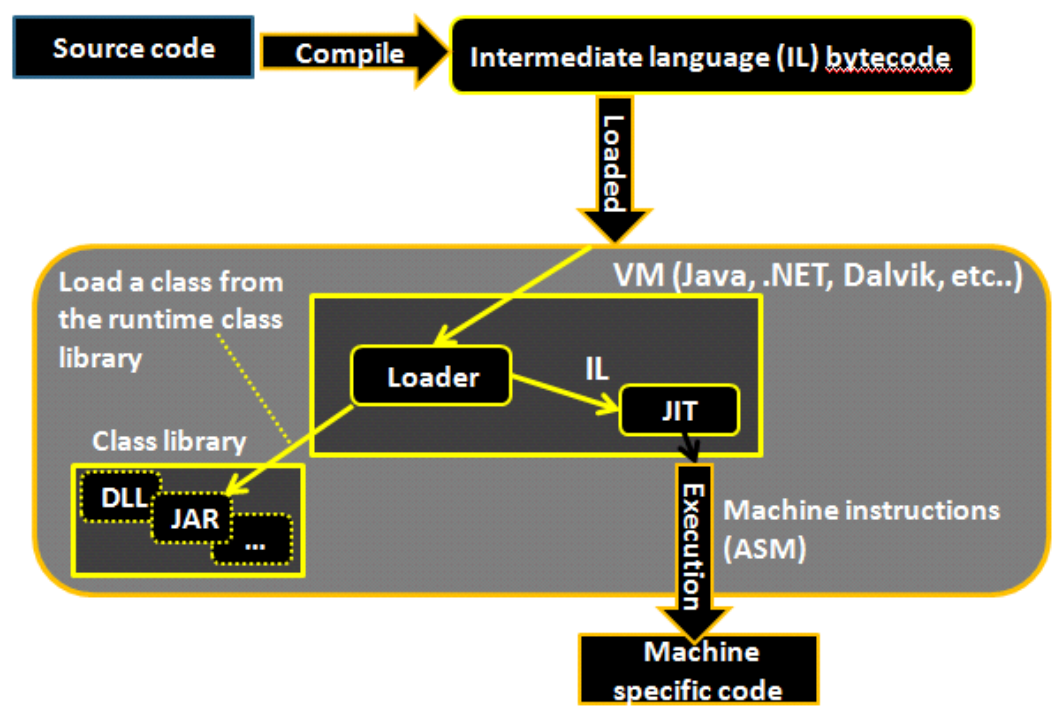 Source code
Compile
Intermediate language (IL) bytecode
Loaded
VM (Java, .NET, Dalvik, etc..)
Load a class from
the runtime class
library
Loader
IL
JIT
Class library
DLL
JAR
...
Execution
Machine instructions
(ASM)
Machine
specific code